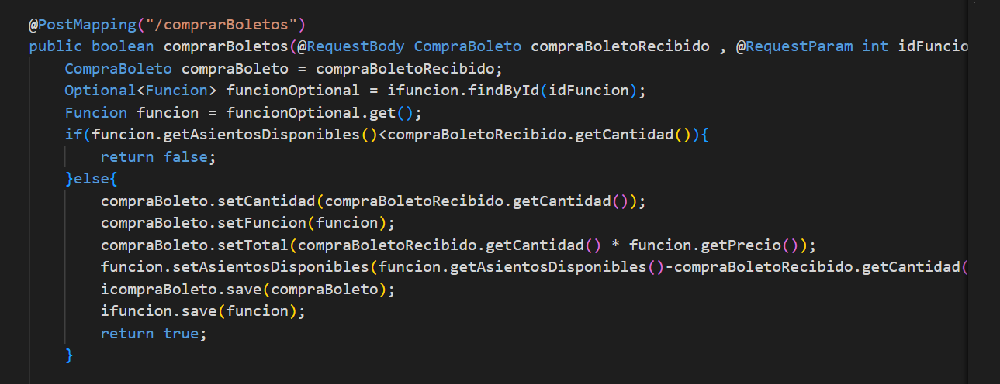 @PostMapping("/comprarBoletos")
public boolean comprarBoletos(@RequestBody CompraBoleto compraBoletoRecibido , @RequestParam int idFuncio
CompraBoleto compraBoleto = compraBoletoRecibido;
Optional<Funcion> funcionOptional = ifuncion.findById(idFuncion);
Funcion funcion = funcionOptional.get();
if(funcion.getAsientosDisponibles()<compraBoletoRecibido.getCantidad()){
return false;
}else{
compraBoleto.setCantidad(compraBoletoRecibido.getCantidad());
compraBoleto.setFuncion(funcion);
compraBoleto.setTotal(compraBoletoRecibido.getCantidad() * funcion.getPrecio());
funcion.setAsientosDisponibles(funcion.getAsientosDisponibles()-compraBoletoRecibido.getCantidad(
icompraBoleto.save(compraBoleto);
ifuncion.save(funcion);
return true;
}